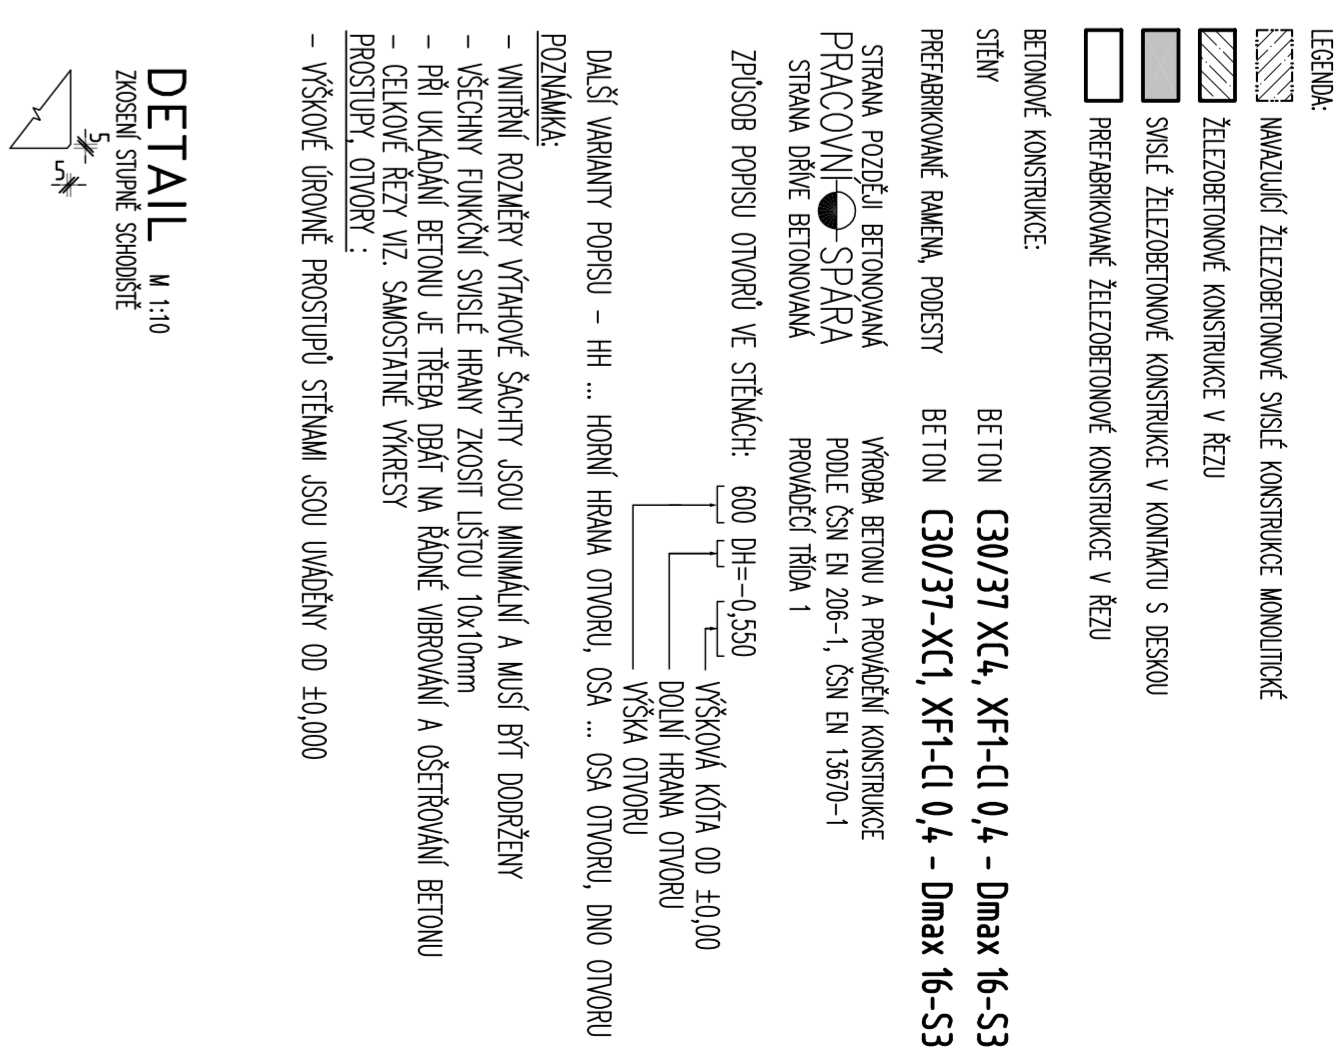 LEGENDA:
NAVAZUJÍCÍ ŽELEZOBETONOVÉ SVISLÉ KONSTRUKCE MONOLITICKÉ
ŽELEZOBETONOVÉ KONSTRUKCE V ŘEZU
SVISLÉ ŽELEZOBETONOVÉ KONSTRUKCE V KONTAKTU S DESKOU
PREFABRIKOVANÉ ŽELEZOBETONOVÉ KONSTRUKCE V ŘEZU
BETONOVÉ KONSTRUKCE:
STĚNY BETON C30/37 XC4, XF1-Cl 0,4 - Dmax 16-S3
PREFABRIKOVANÉ RAMENA, PODESTY BETON C30/37-XC1, XF1-Cl 0,4 - Dmax 16-S3
STRANA POZDĚJI BETONOVANÁ
PRACOVNÍ SPÁRA
STRANA DŘÍVE BETONOVANÁ
VÝROBA BETONU A PROVÁDĚNÍ KONSTRUKCE
PODLE ČSN EN 206-1, ČSN EN 13670-1
PROVÁDĚCÍ TŘÍDA 1
ZPŮSOB POPISU OTVORŮ VE STĚNÁCH: 600 DH=-0,550
VÝŠKOVÁ KÓTA OD ±0,00
DOLNÍ HRANA OTVORU
VÝŠKA OTVORU
DALŠÍ VARIANTY POPISU - HH ... HORNÍ HRANA OTVORU, OSA ... OSA OTVORU, DNO OTVORU
POZNÁMKA:
- VNITŘNÍ ROZMĚRY VÝTAHOVÉ ŠACHTY JSOU MINIMÁLNÍ A MUSÍ BÝT DODRŽENY
- VŠECHNY FUNKČNÍ SVISLÉ HRANY ZKOSIT LIŠTOU 10x10mm
- PŘI UKLÁDÁNÍ BETONU JE TŘEBA DBÁT NA ŘÁDNÉ VIBROVÁNÍ A OŠETŘOVÁNÍ BETONU
- CELKOVÉ ŘEZY VIZ. SAMOSTATNÉ VÝKRESY
PROSTUPY, OTVORY :
- VÝŠKOVÉ ÚROVNĚ PROSTUPŮ STĚNAMI JSOU UVÁDĚNY OD ±0,000
DETAIL M 1:10
ZKOSENÍ STUPNĚ SCHODIŠTĚ
5
5